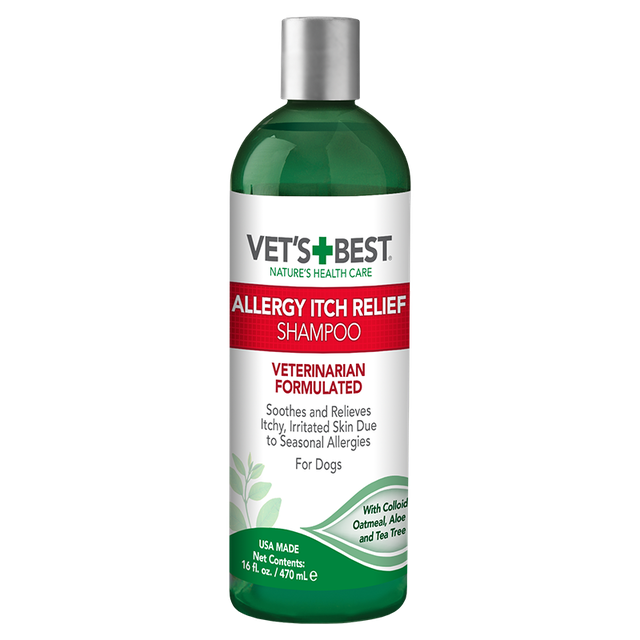 VET'S+BEST®
NATURE'S HEALTH CARE
ALLERGY ITCH RELIEF
SHAMPOO
VETERINARIAN
FORMULATED
Soothes and Relieves
Itchy, Irritated Skin Due
to Seasonal Allergies
For Dogs
With Colloid
Oatmeal, Aloe
and Tea Tree
USA MADE
Net Contents:
16 fl. oz. / 470 mL ℮